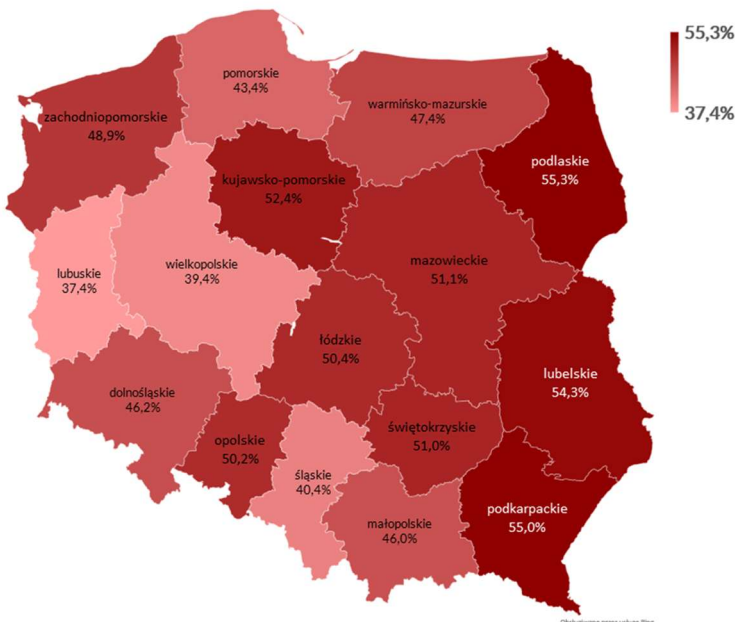 55,3%
37,4%
pomorskie
43,4%
warmińsko-mazurskie
47,4%
zachodniopomorskie
48,9%
podlaskie
55,3%
kujawsko-pomorskie
52,4%
mazowieckie
51,1%
wielkopolskie
39,4%
lubuskie
37,4%
łódzkie
50,4%
lubelskie
54,3%
dolnośląskie
46,2%
świętokrzyskie
51,0%
opolskie
50,2%
śląskie
40,4%
podkarpackie
55,0%
małopolskie
46,0%